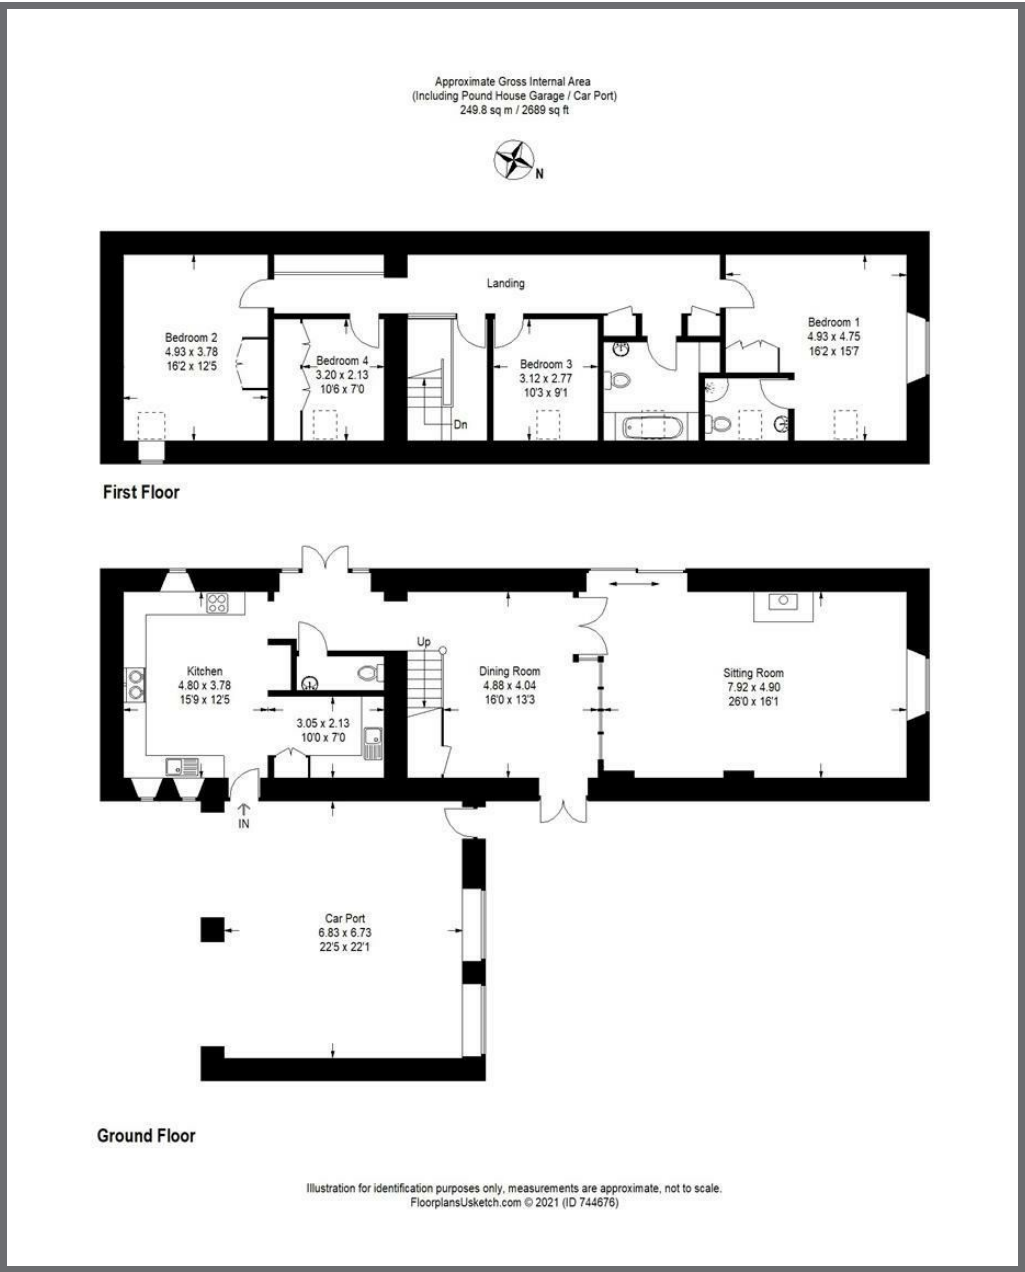 Approximate Gross Internal Area
(Including Pound House Garage / Car Port)
249.8 sq m / 2689 sq ft
N
Landing
Bedroom 2
4.93 x 3.78
16'2 x 12'5
Bedroom 4
3.20 x 2.13
10'6 x 7'0
Dn
Bedroom 3
3.12 x 2.77
10'3 x 9'1
Bedroom 1
4.93 x 4.75
16'2 x 15'7
First Floor
Kitchen
4.80 x 3.78
15'9 x 12'5
3.05 x 2.13
10'0 x 7'0
Up
Dining Room
4.88 x 4.04
16'0 x 13'3
Sitting Room
7.92 x 4.90
26'0 x 16'1
IN
Car Port
6.83 x 6.73
22'5 x 22'1
Ground Floor
Illustration for identification purposes only, measurements are approximate, not to scale.
FloorplansUsketch.com © 2021 (ID 744676)